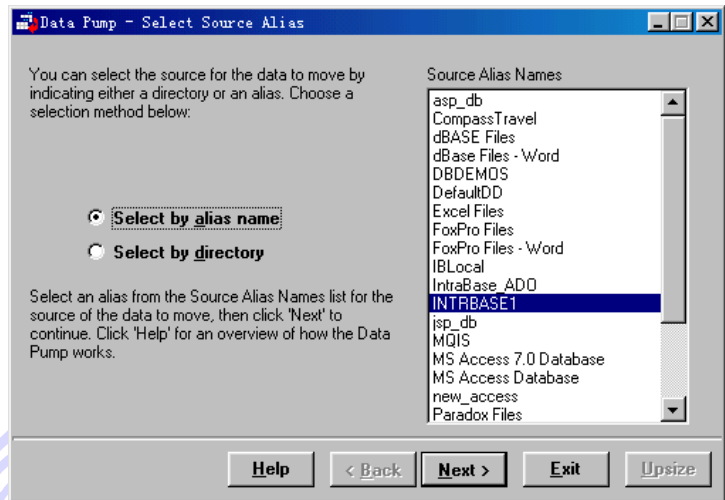 Data Pump - Select Source Alias
You can select the source for the data to move by
indicating either a directory or an alias. Choose a
selection method below:
Select by alias name
Select by directory
Select an alias from the Source Alias Names list for the
source of the data to move, then click 'Next' to
continue. Click 'Help' for an overview of how the Data
Pump works.
Source Alias Names
asp_db
CompassTravel
dBASE Files
dBase Files - Word
DBDEMOS
DefaultDD
Excel Files
FoxPro Files
FoxPro Files - Word
IBLocal
IntraBase_ADO
INTRBASE1
jsp_db
MQIS
MS Access 7.0 Database
MS Access Database
new_access
Paradox Files
Help
< Back
Next >
Exit
Upsize